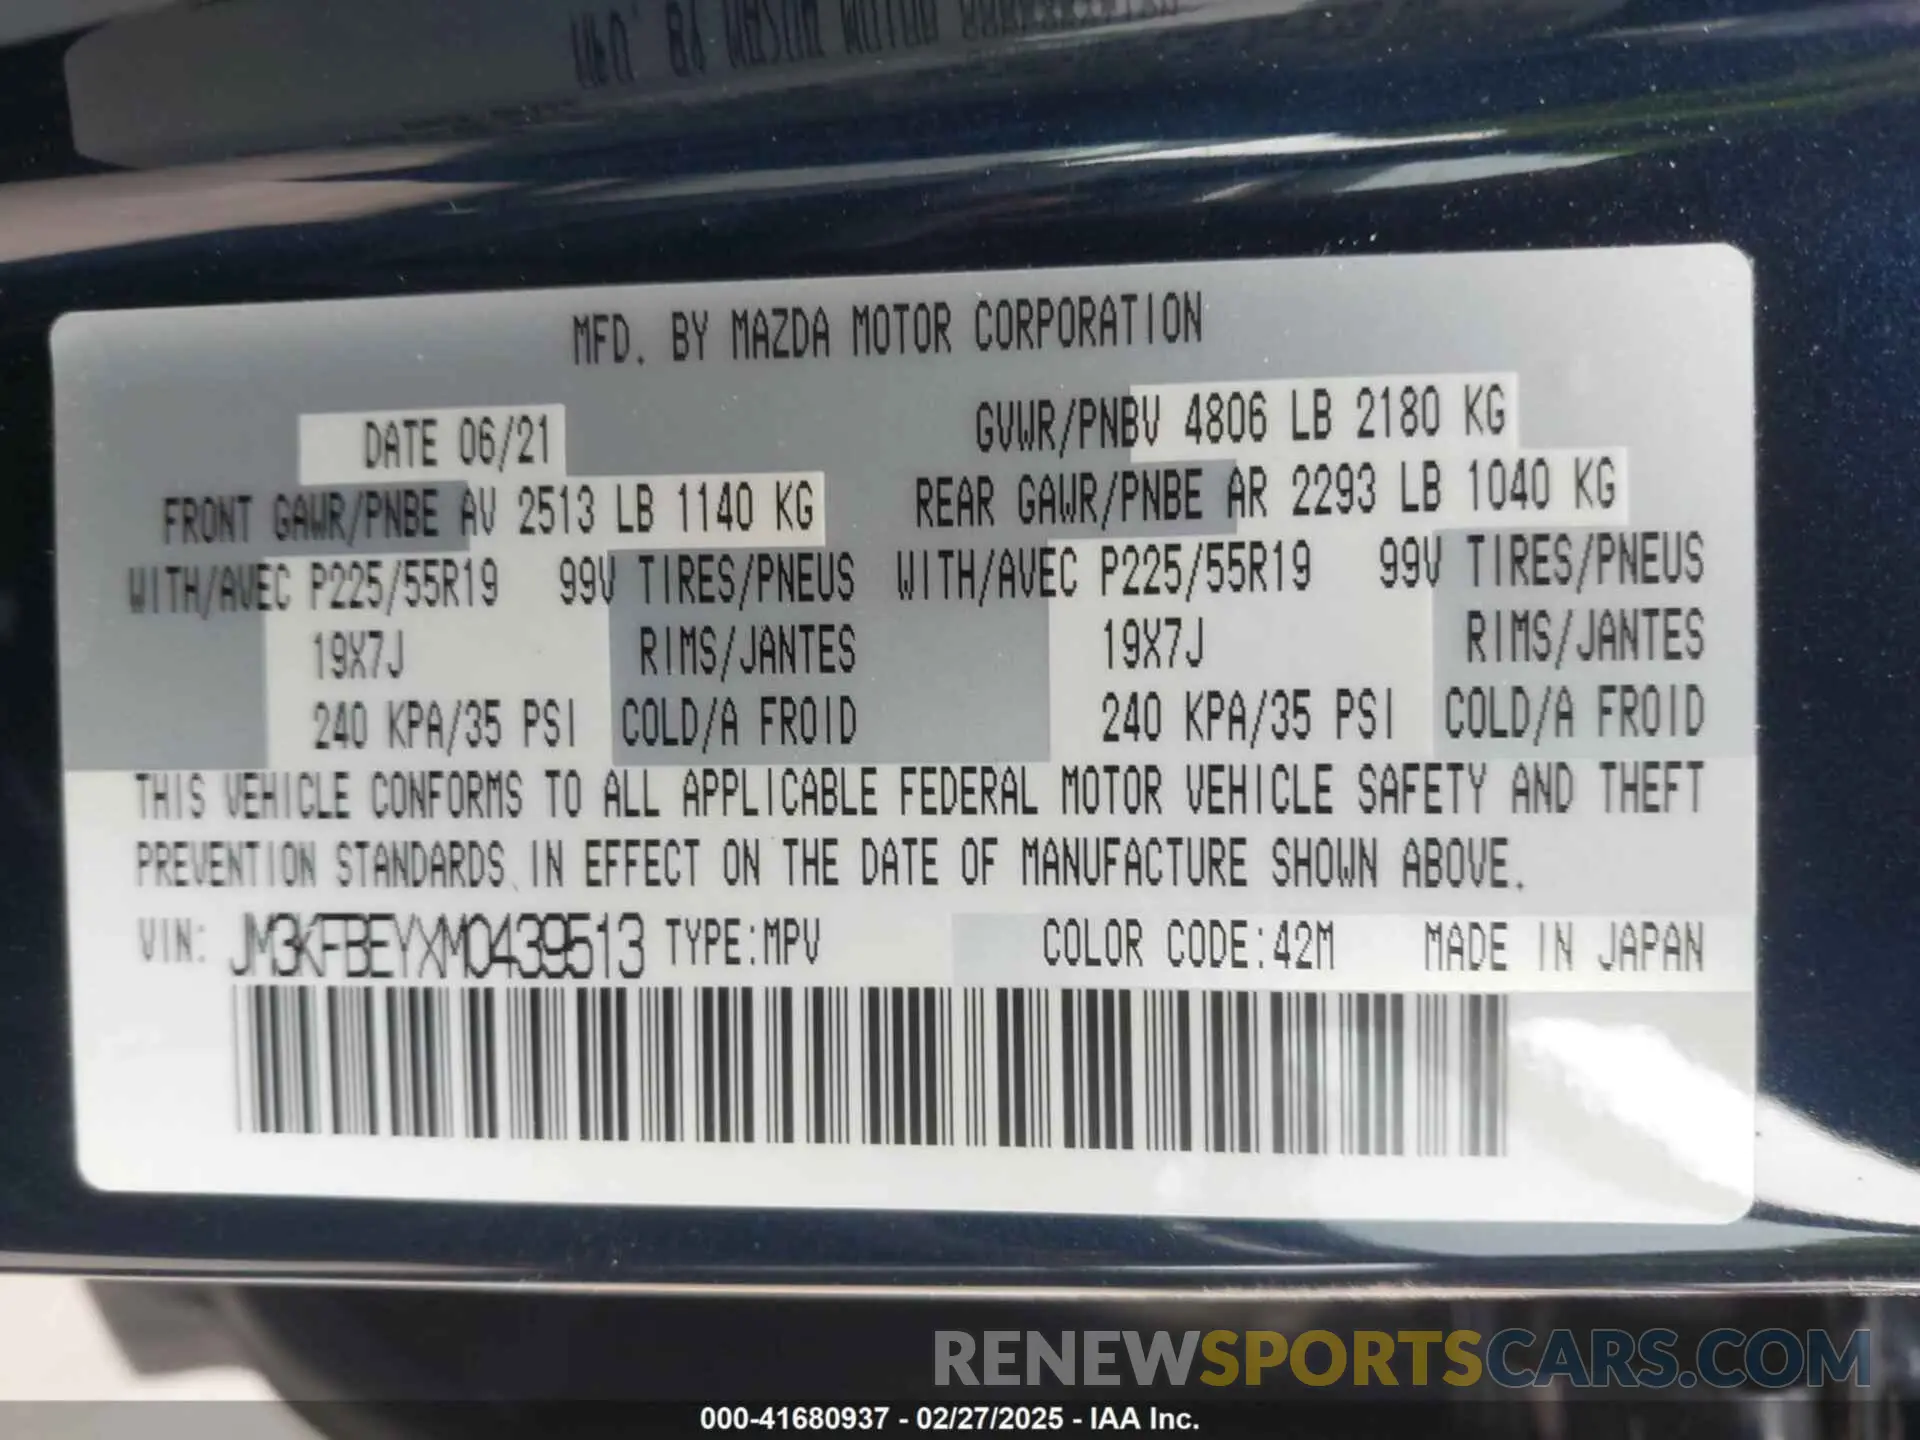 MFD. BY MAZDA MOTOR CORPORATION
DATE 06/21 GVWR/PNBV 4806 LB 2180 KG
FRONT GAWR/PNBE AV 2513 LB 1140 KG REAR GAWR/PNBE AR 2293 LB 1040 KG
WITH/AVEC P225/55R19 99V TIRES/PNEUS WITH/AVEC P225/55R19 99V TIRES/PNEUS
19X7J RIMS/JANTES 19X7J RIMS/JANTES
240 KPA/35 PSI COLD/A FROID 240 KPA/35 PSI COLD/A FROID
THIS VEHICLE CONFORMS TO ALL APPLICABLE FEDERAL MOTOR VEHICLE SAFETY AND THEFT
PREVENTION STANDARDS IN EFFECT ON THE DATE OF MANUFACTURE SHOWN ABOVE.
VIN: JM3KFBEYXM0439513 TYPE:MPV COLOR CODE:42M MADE IN JAPAN
RENEWSPORTSCARS.COM
000-41680937 - 02/27/2025 - IAA Inc.